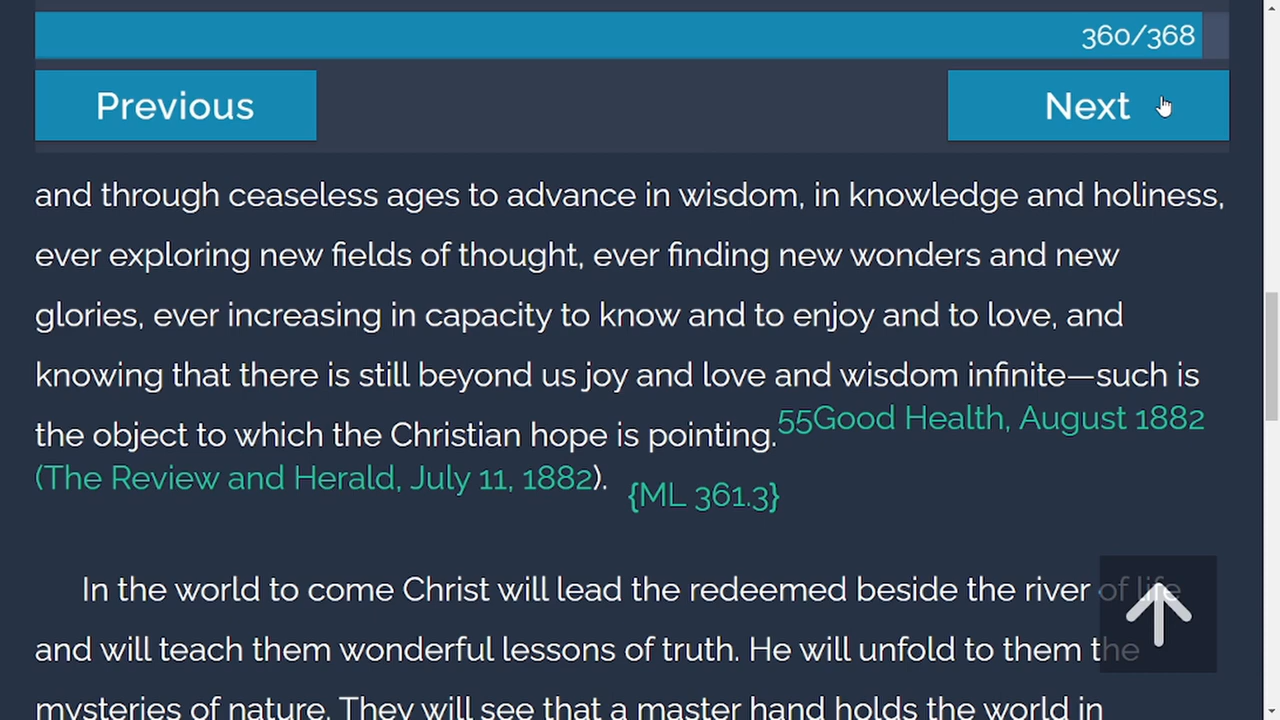 360/368
Previous
Next
and through ceaseless ages to advance in wisdom, in knowledge and holiness,
ever exploring new fields of thought, ever finding new wonders and new
glories, ever increasing in capacity to know and to enjoy and to love, and
knowing that there is still beyond us joy and love and wisdom infinite—such is
the object to which the Christian hope is pointing.55Good Health, August 1882
(The Review and Herald, July 11, 1882). {ML 361.3}
In the world to come Christ will lead the redeemed beside the river of life
and will teach them wonderful lessons of truth. He will unfold to them the
mysteries of nature. They will see that a master hand holds the world in